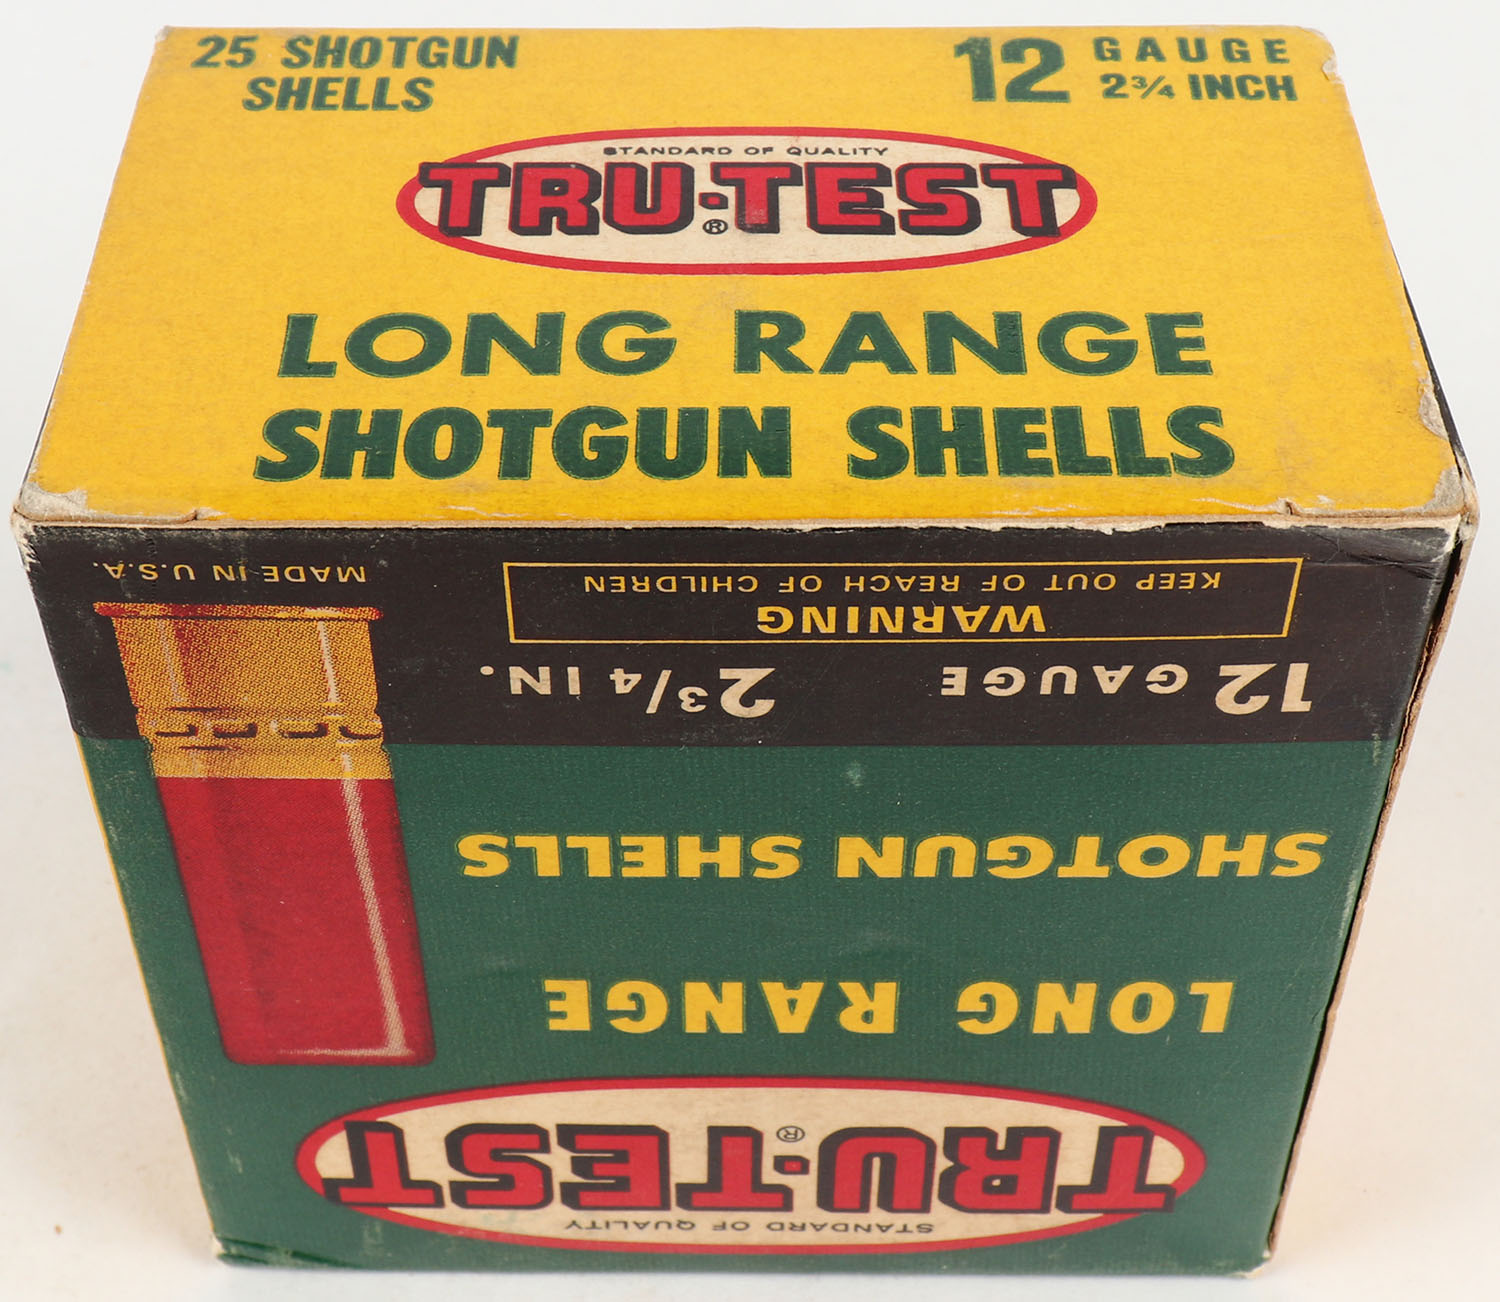 25 SHOTGUN
SHELLS
12 GAUGE
2¾ INCH
STANDARD OF QUALITY
TRU·TEST
®
LONG RANGE
SHOTGUN SHELLS
STANDARD OF QUALITY
TRU·TEST
®
LONG RANGE
SHOTGUN SHELLS
12 GAUGE 2 3/4 IN.
WARNING
KEEP OUT OF REACH OF CHILDREN
MADE IN U.S.A.